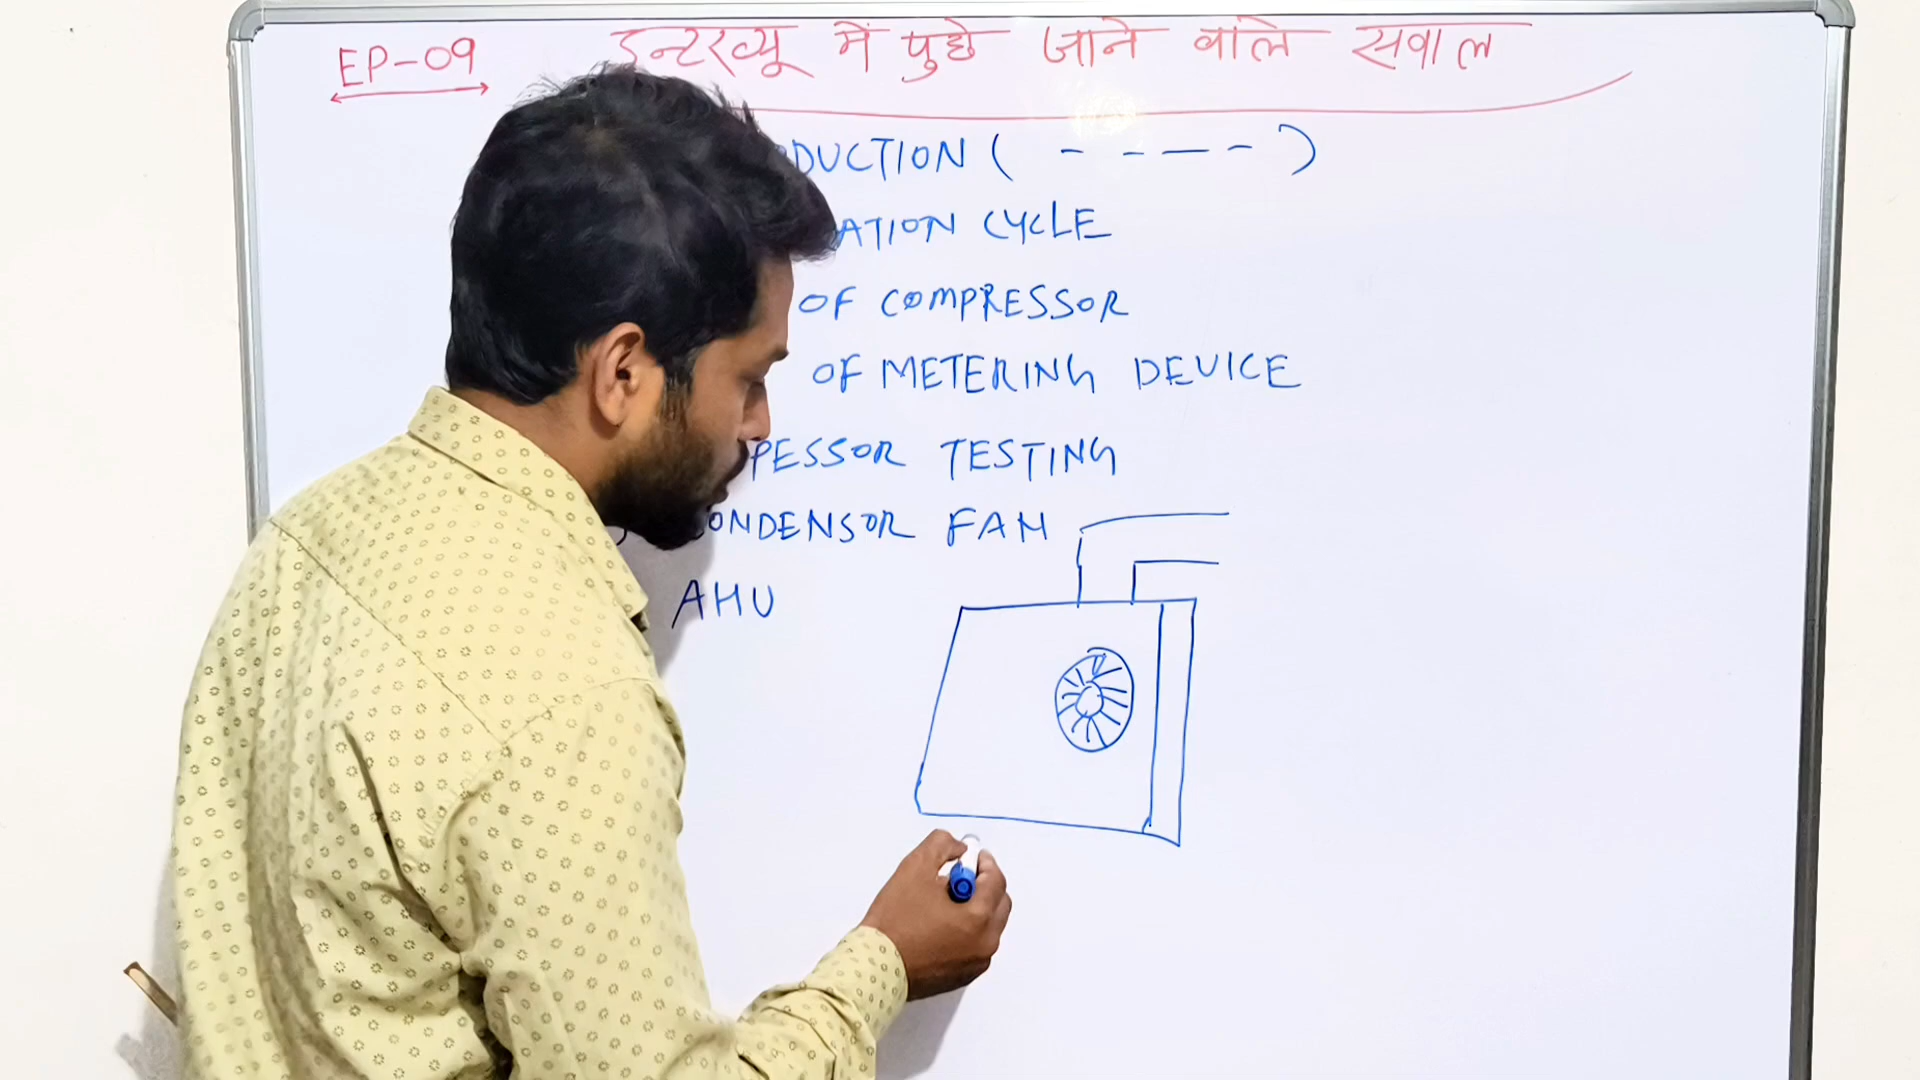 EP-09
इन्टरव्यू में पुछे जाने वाले सवाल
DUCTION ( - - — - )
ATION CYCLE
OF COMPRESSOR
OF METERING DEVICE
PESSOR TESTING
ONDENSOR FAN
AHU